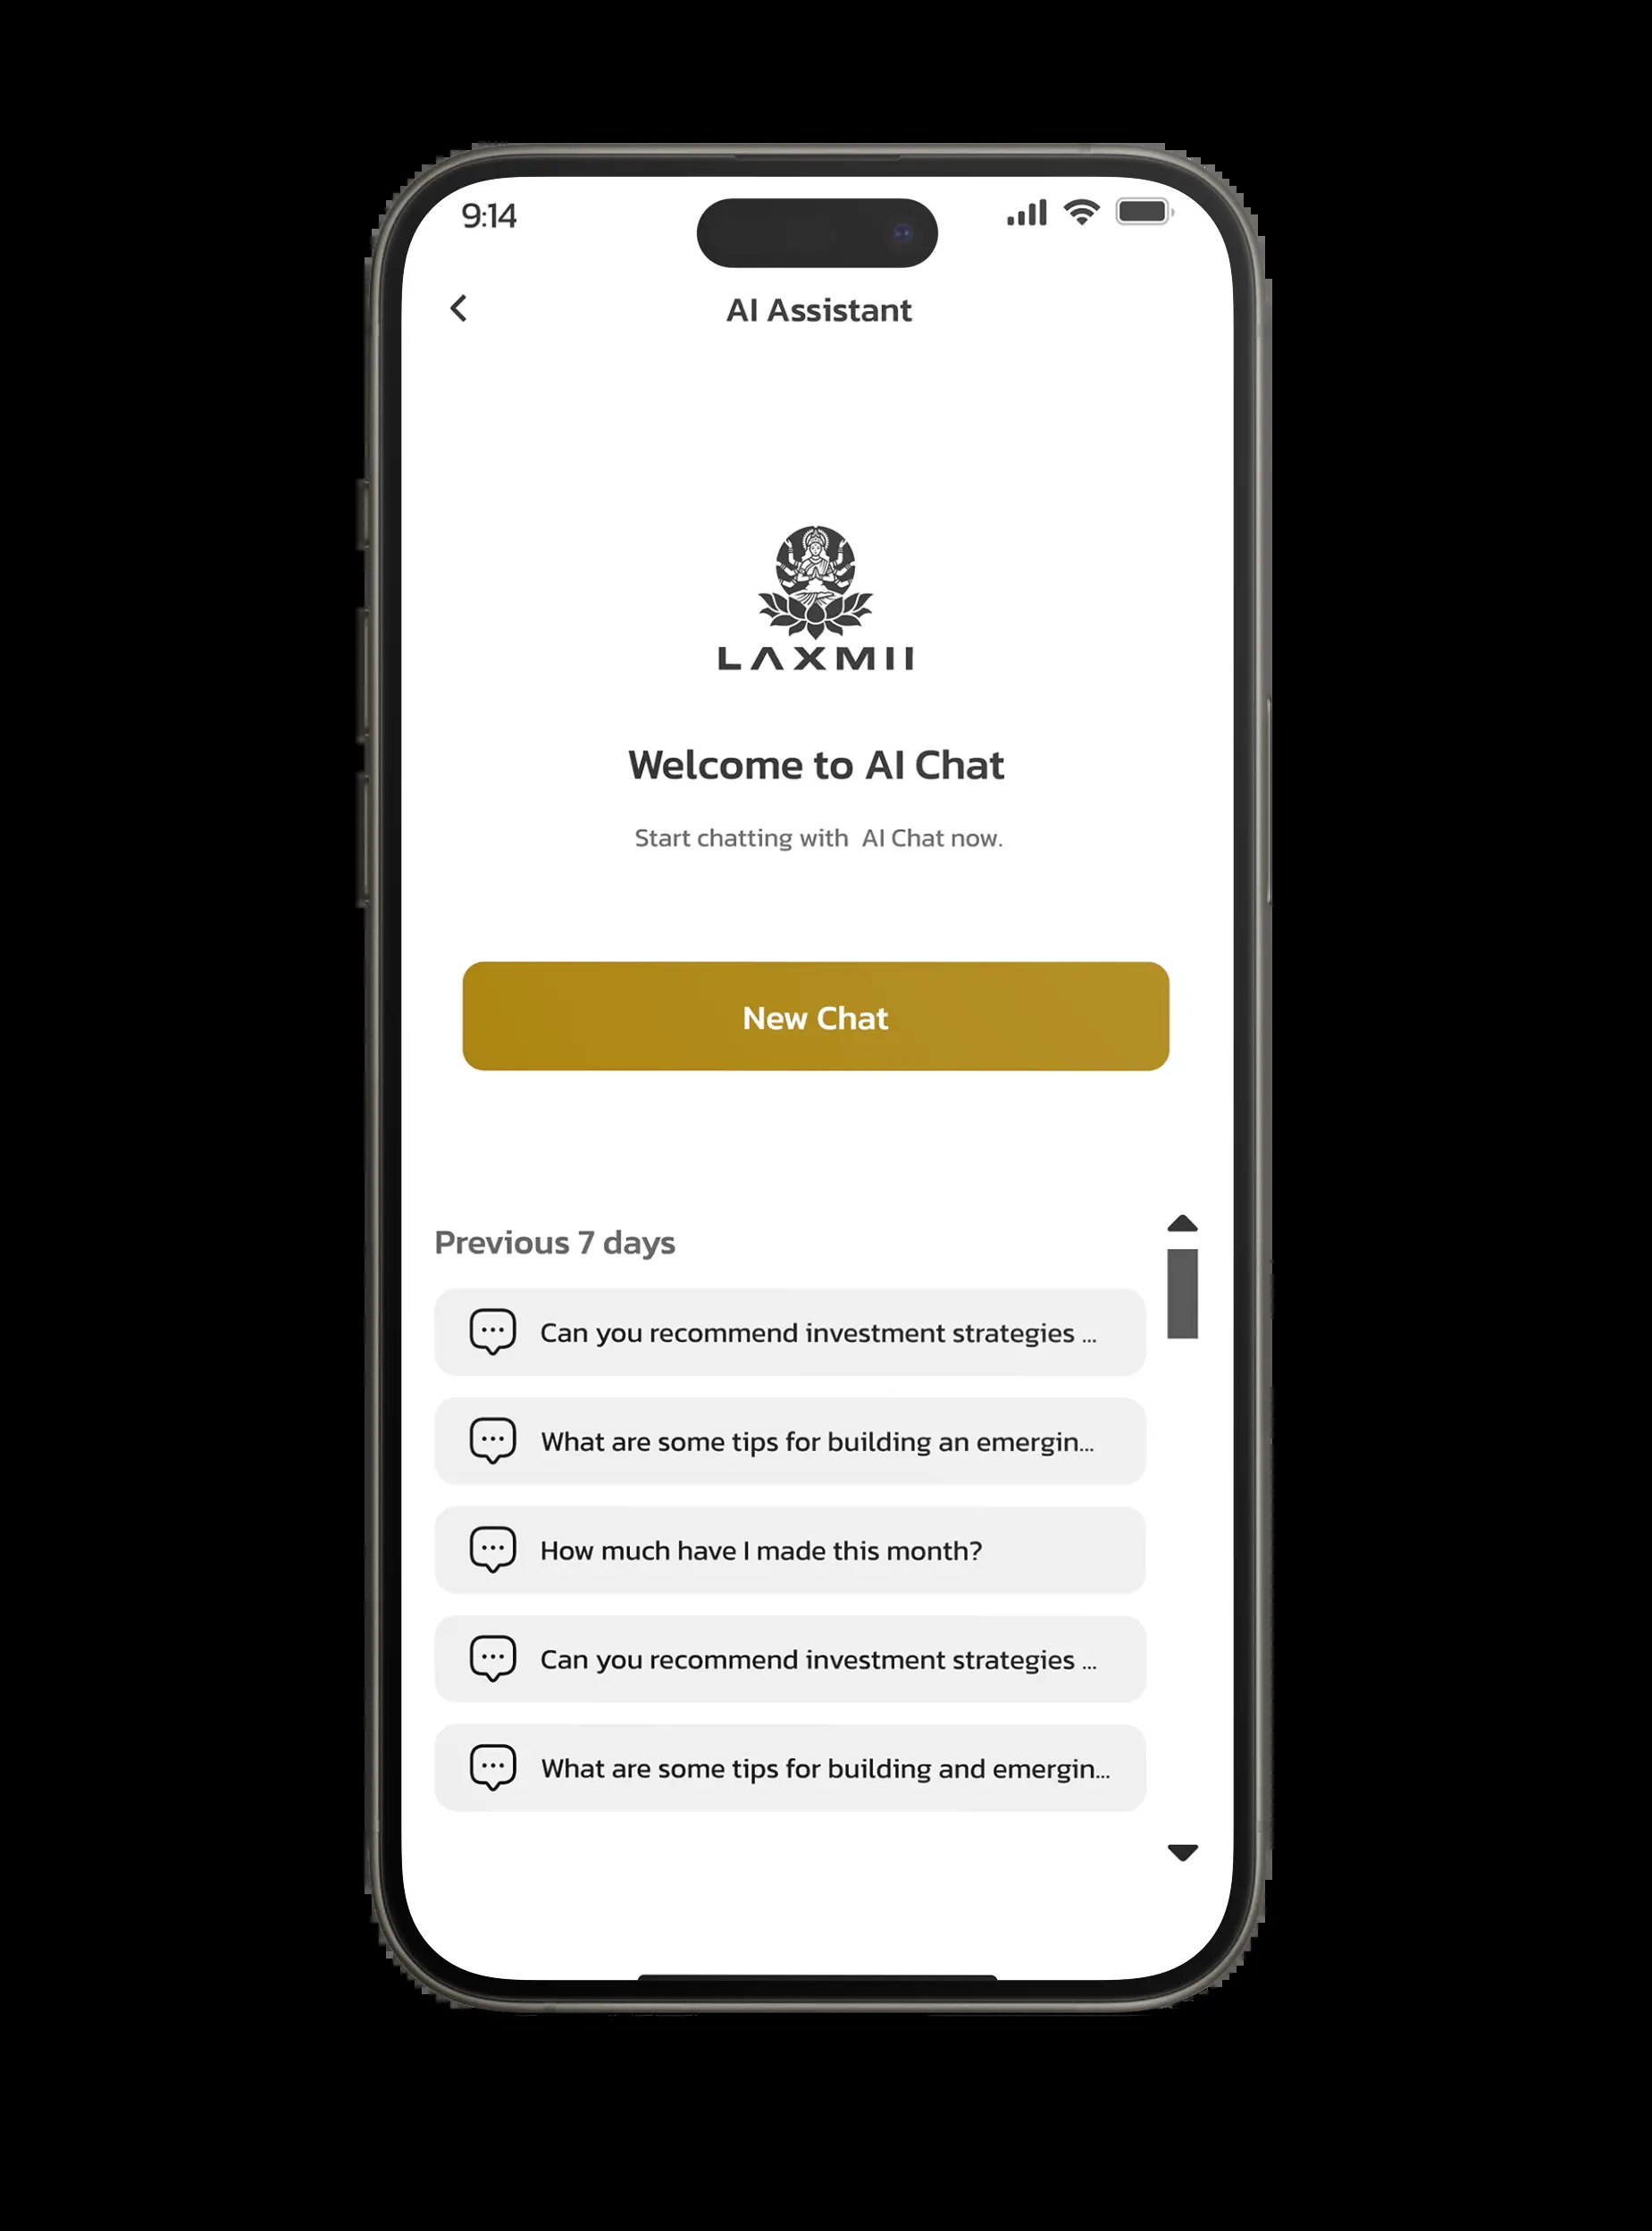 9:14
AI Assistant
LAXMII
Welcome to AI Chat
Start chatting with  AI Chat now.
New Chat
Previous 7 days
Can you recommend investment strategies ...
What are some tips for building an emergin...
How much have I made this month?
Can you recommend investment strategies ...
What are some tips for building and emergin...